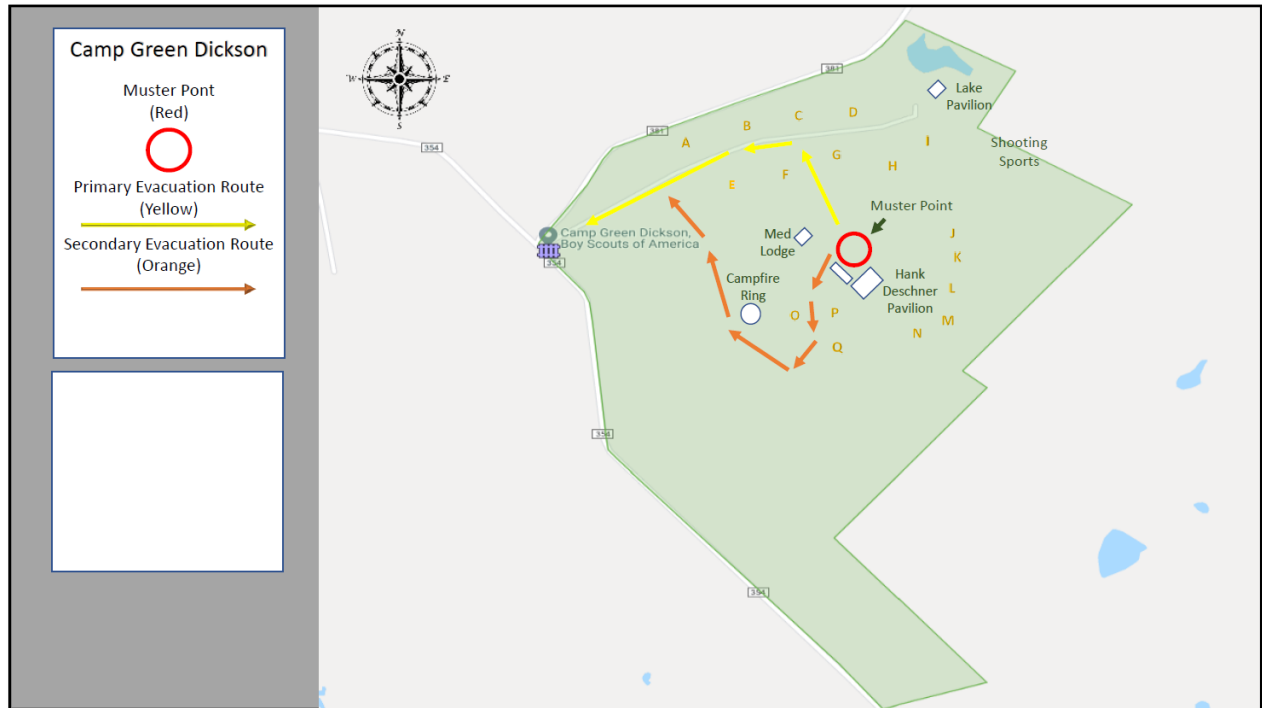 Camp Green Dickson
Muster Pont
(Red)
Primary Evacuation Route
(Yellow)
Secondary Evacuation Route
(Orange)
N
W
E
S
381
Lake
Pavilion
D
C
B
381
A
354
I
Shooting
Sports
G
H
F
E
Muster Point
Camp Green Dickson,
Boy Scouts of America
354
Med
Lodge
J
K
Campfire
Ring
Hank
Deschner
Pavilion
L
O
P
M
N
Q
354
354